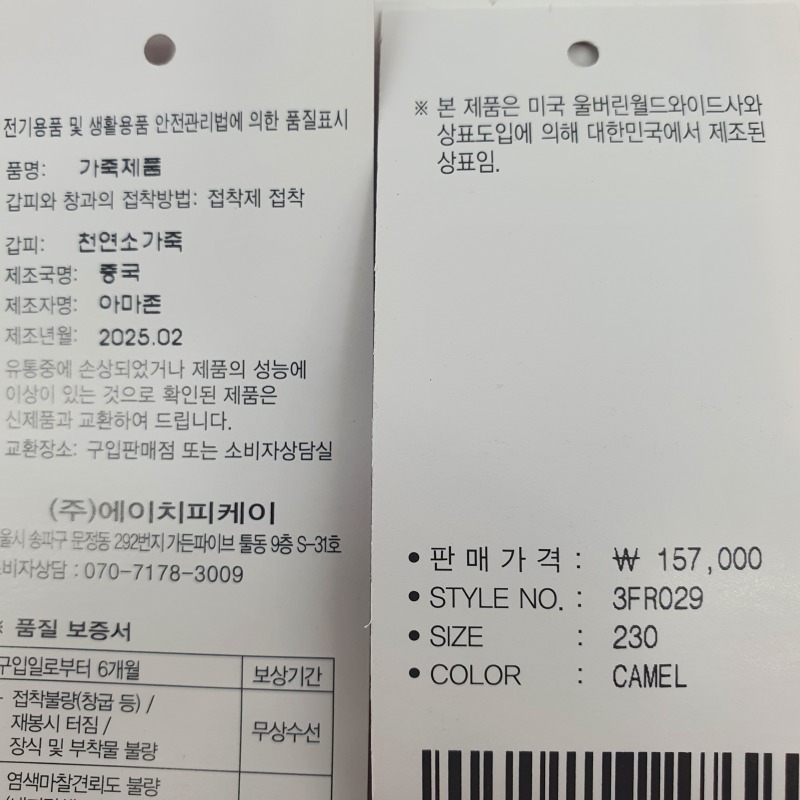 전기용품 및 생활용품 안전관리법에 의한 품질표시
품명: 가죽제품
갑피와 창과의 접착방법: 접착제 접착
갑피: 천연소가죽
제조국명: 중국
제조자명: 아마존
제조년월: 2025.02
유통중에 손상되었거나 제품의 성능에
이상이 있는 것으로 확인된 제품은
신제품과 교환하여 드립니다.
교환장소: 구입판매점 또는 소비자상담실
(주)에이치피케이
울시 송파구 문정동 292번지 가든파이브 툴동 9층 S-31호
비자상담 : 070-7178-3009
※ 품질 보증서
구입일로부터 6개월 보상기간
- 접착불량(창굽 등) /
재봉시 터짐 /
장식 및 부착물 불량
무상수선
염색마찰견뢰도 불량
※ 본 제품은 미국 울버린월드와이드사와
상표도입에 의해 대한민국에서 제조된
상표임.
• 판매가격 : ₩ 157,000
• STYLE NO. : 3FR029
• SIZE : 230
• COLOR : CAMEL